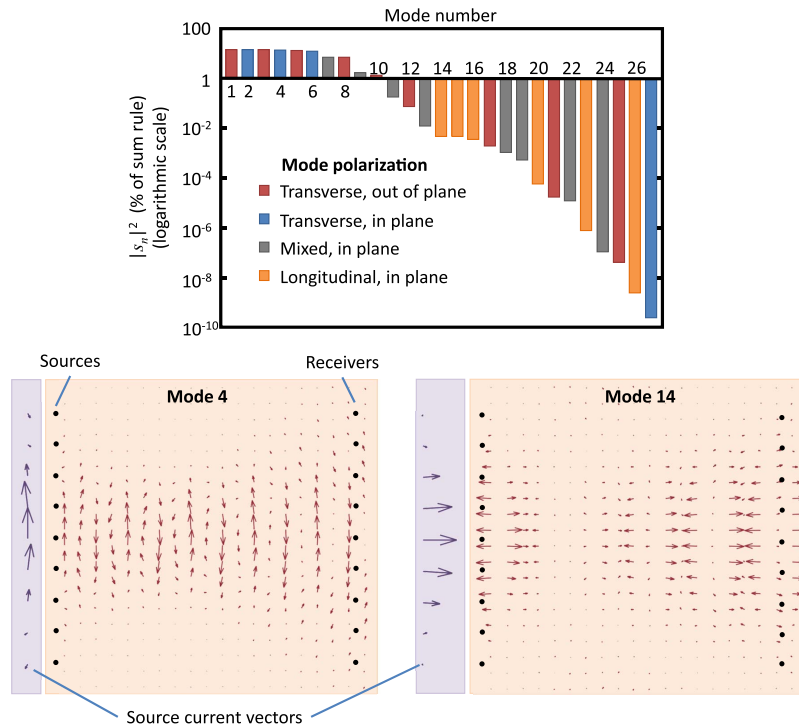 Mode number
100
10 12 14 16 18 20 22 24 26
1
1 2 4 6 8
10⁻²
10⁻⁴
10⁻⁶
10⁻⁸
10⁻¹⁰
|sₙ|² (% of sum rule)
(logarithmic scale)
Mode polarization
Transverse, out of plane
Transverse, in plane
Mixed, in plane
Longitudinal, in plane
Sources
Receivers
Mode 4
Mode 14
Source current vectors